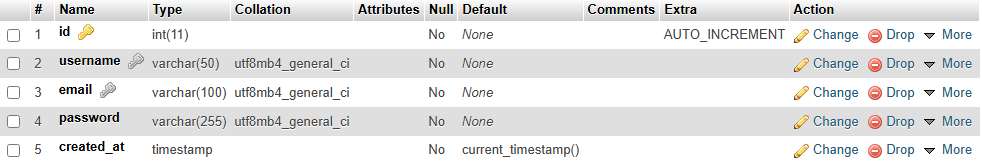 # Name Type Collation Attributes Null Default Comments Extra Action
1 id int(11) No None AUTO_INCREMENT Change Drop More
2 username varchar(50) utf8mb4_general_ci No None Change Drop More
3 email varchar(100) utf8mb4_general_ci No None Change Drop More
4 password varchar(255) utf8mb4_general_ci No None Change Drop More
5 created_at timestamp No current_timestamp() Change Drop More